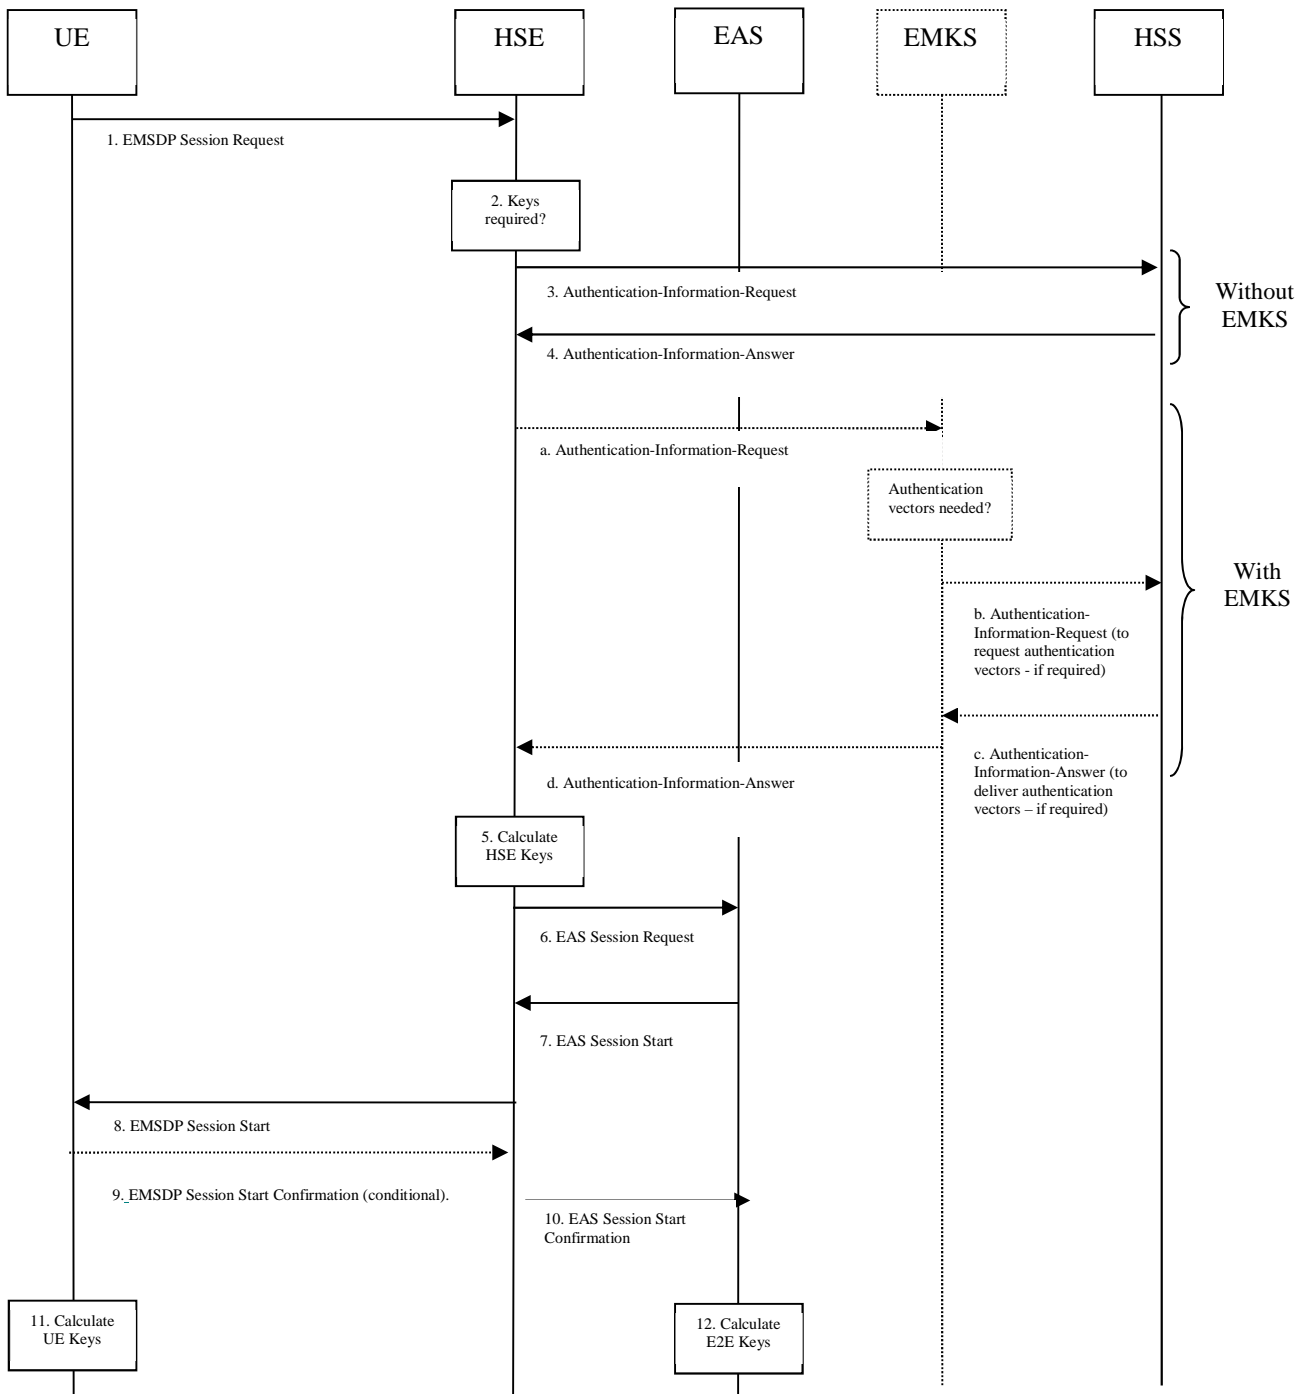 UE
HSE
EAS
EMKS
HSS
1. EMSDP Session Request
2. Keys
required?
3. Authentication-Information-Request
Without
EMKS
4. Authentication-Information-Answer
a. Authentication-Information-Request
Authentication
vectors needed?
With
EMKS
b. Authentication-
Information-Request (to
request authentication
vectors - if required)
c. Authentication-
Information-Answer (to
deliver authentication
vectors – if required)
d. Authentication-Information-Answer
5. Calculate
HSE Keys
6. EAS Session Request
7. EAS Session Start
8. EMSDP Session Start
9. EMSDP Session Start Confirmation (conditional).
10. EAS Session Start
Confirmation
11. Calculate
UE Keys
12. Calculate
E2E Keys